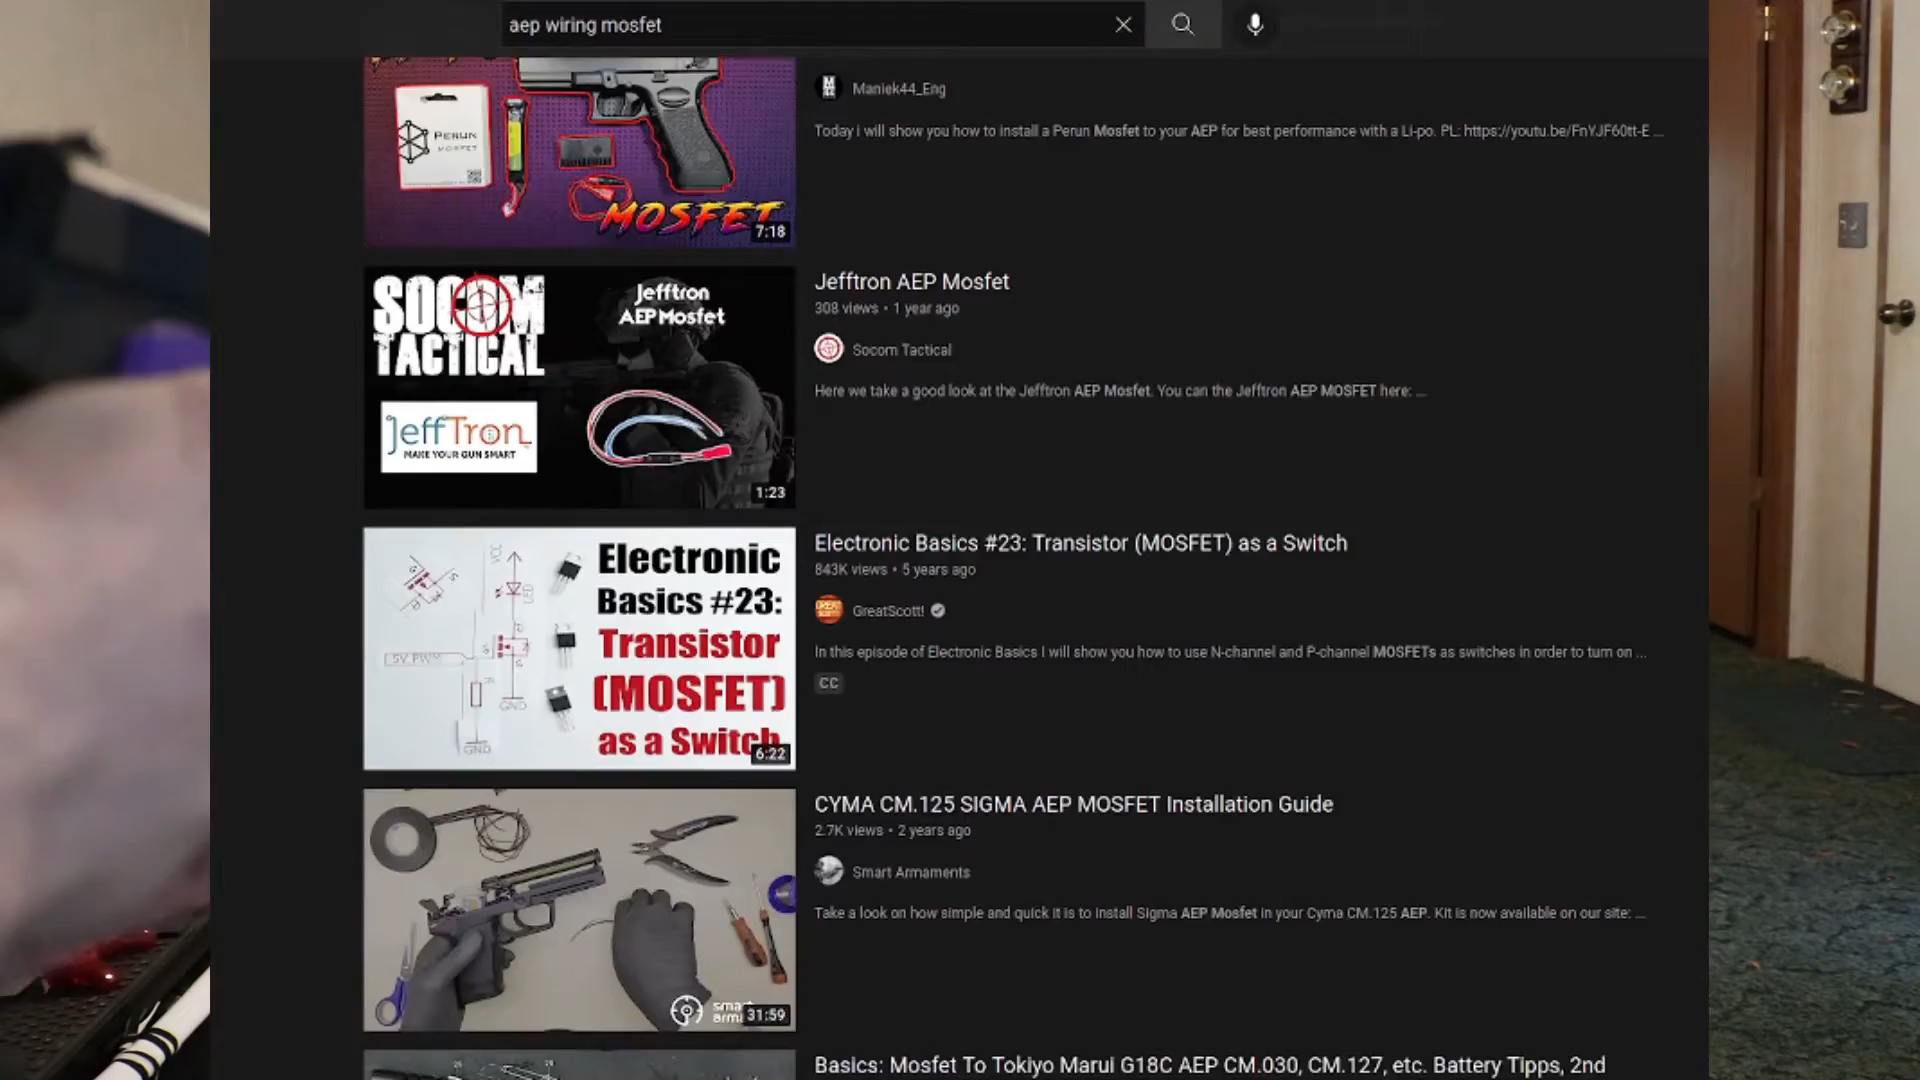 aep wiring mosfet
PERUN
MOSFET
MOSFET
7:18
Maniek44_Eng
Today i will show you how to install a Perun Mosfet to your AEP for best performance with a Li-po. PL: https://youtu.be/FnYJF60tt-E ...
SOCOM
TACTICAL
Jefftron
AEP Mosfet
JeffTron
MAKE YOUR GUN SMART
1:23
Jefftron AEP Mosfet
308 views • 1 year ago
Socom Tactical
Here we take a good look at the Jefftron AEP Mosfet. You can the Jefftron AEP MOSFET here: ...
Electronic
Basics #23:
Transistor
(MOSFET)
as a Switch
VCC
LED
5V PWM
GND
GND
6:22
Electronic Basics #23: Transistor (MOSFET) as a Switch
843K views • 5 years ago
GreatScott!
In this episode of Electronic Basics I will show you how to use N-channel and P-channel MOSFETs as switches in order to turn on ...
CC
31:59
CYMA CM.125 SIGMA AEP MOSFET Installation Guide
2.7K views • 2 years ago
Smart Armaments
Take a look on how simple and quick it is to install Sigma AEP Mosfet in your Cyma CM.125 AEP. Kit is now available on our site: ...
Basics: Mosfet To Tokiyo Marui G18C AEP CM.030, CM.127, etc. Battery Tipps, 2nd